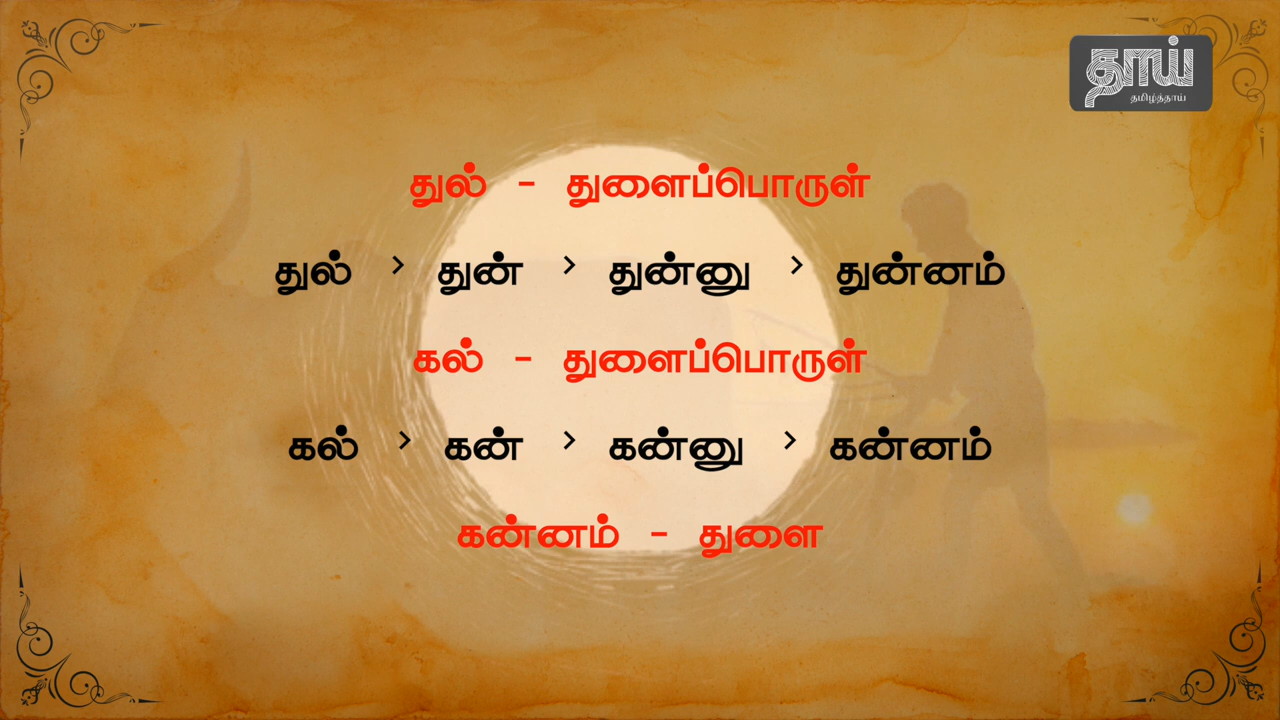 தாய்
தமிழ்த்தாய்
துல் - துளைப்பொருள்
துல் > துன் > துன்னு > துன்னம்
கல் - துளைப்பொருள்
கல் > கன் > கன்னு > கன்னம்
கன்னம் - துளை